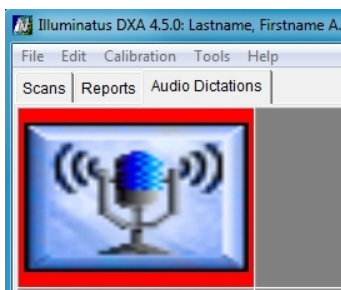 Illuminatus DXA 4.5.0: Lastname, Firstname A.
File Edit Calibration Tools Help
Scans Reports Audio Dictations